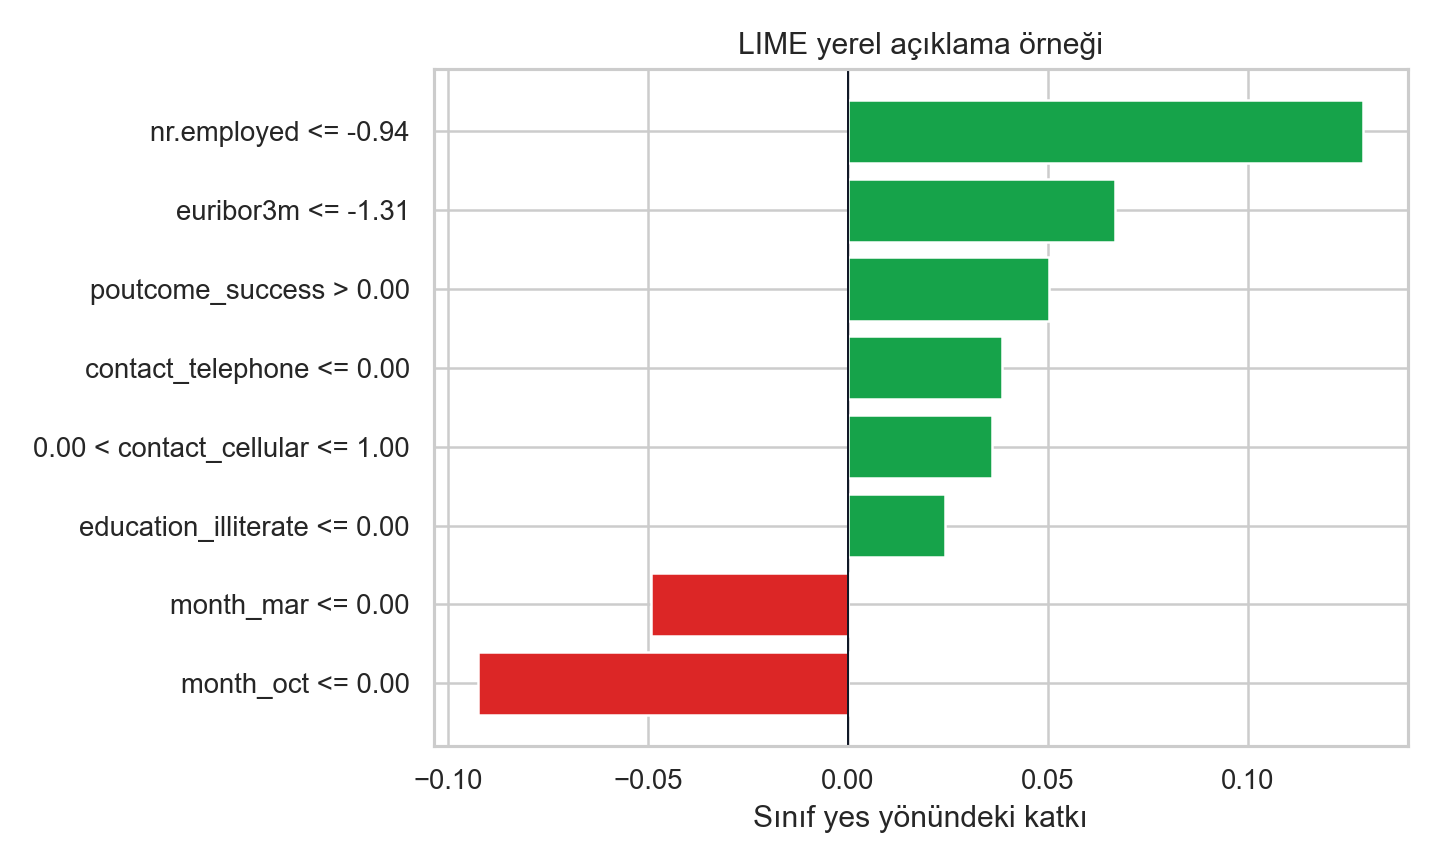 LIME yerel açıklama örneği
nr.employed <= -0.94
euribor3m <= -1.31
poutcome_success > 0.00
contact_telephone <= 0.00
0.00 < contact_cellular <= 1.00
education_illiterate <= 0.00
month_mar <= 0.00
month_oct <= 0.00
−0.10 −0.05 0.00 0.05 0.10
Sınıf yes yönündeki katkı